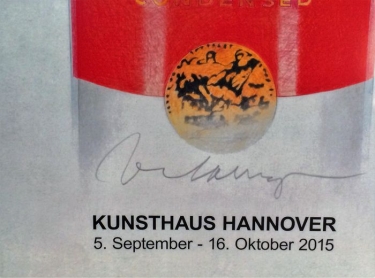 CONDENSED
KUNSTHAUS HANNOVER
5. September - 16. Oktober 2015